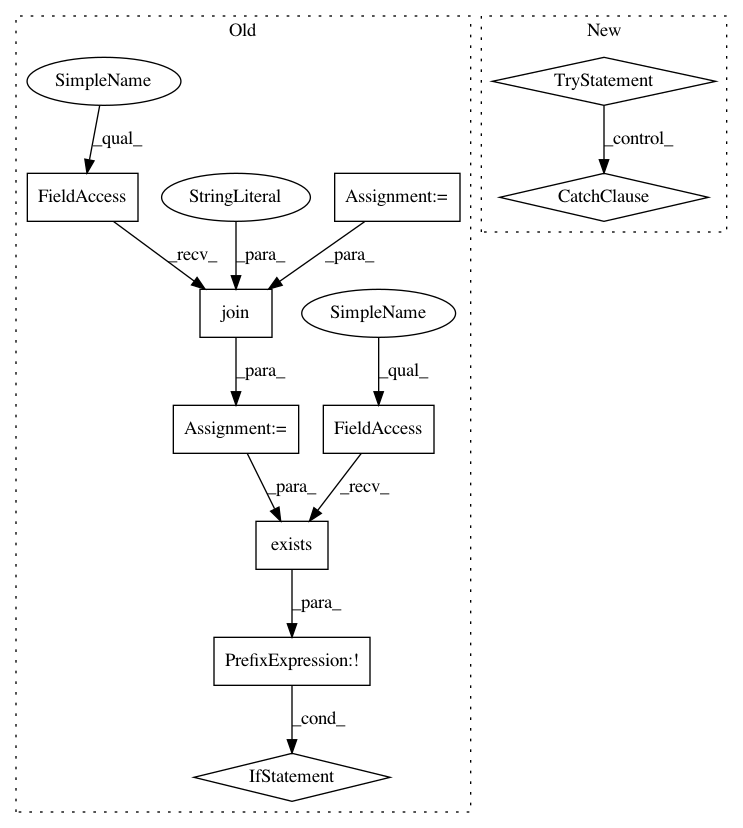 Old
New
SimpleName
TryStatement
_qual_
_control_
FieldAccess
StringLiteral
Assignment:=
CatchClause
_recv_
_para_
_para_
join
SimpleName
_para_
_qual_
Assignment:=
FieldAccess
_para_
_recv_
exists
_para_
PrefixExpression:!
_cond_
IfStatement